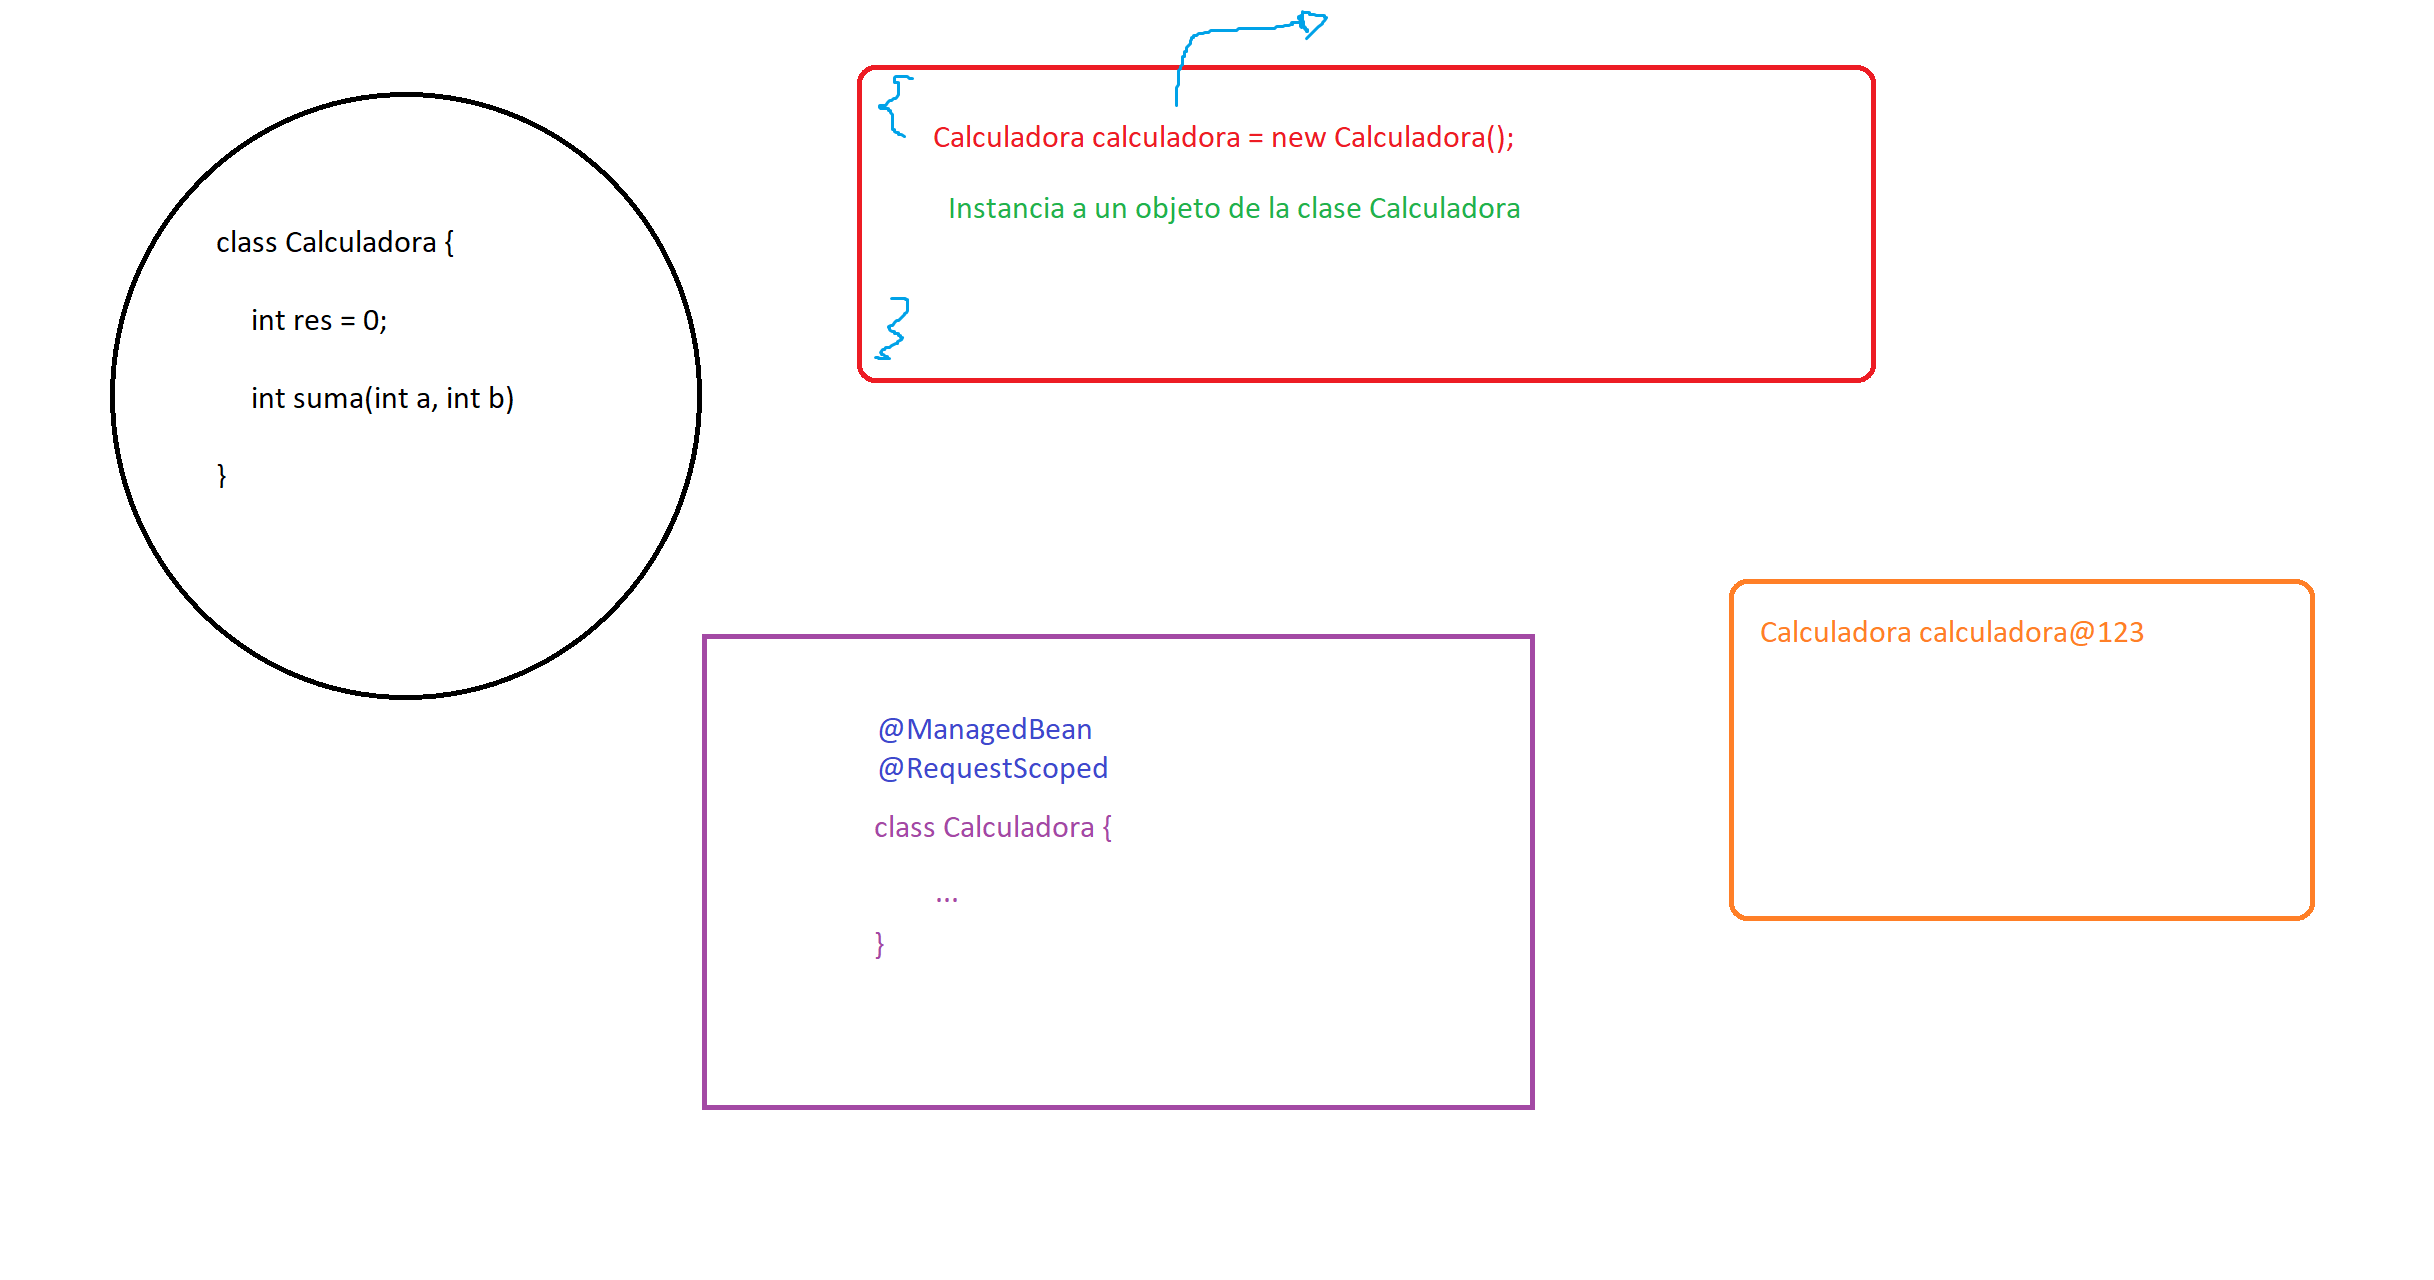 class Calculadora {
int res = 0;
int suma(int a, int b)
}
{
Calculadora calculadora = new Calculadora();
Instancia a un objeto de la clase Calculadora
}
@ManagedBean
@RequestScoped
class Calculadora {
...
}
Calculadora calculadora@123